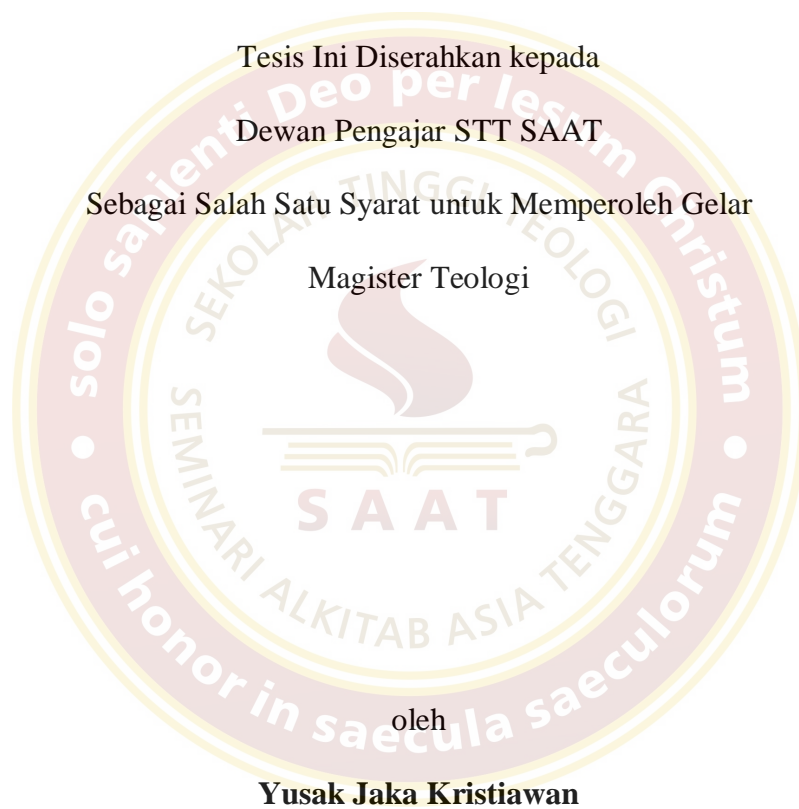 Tesis Ini Diserahkan kepada
Dewan Pengajar STT SAAT
Sebagai Salah Satu Syarat untuk Memperoleh Gelar
Magister Teologi
solo sapienti Deo per Iesum Christum
SEKOLAH TINGGI TEOLOGI
SEMINARI ALKITAB ASIA TENGGARA
SAAT
cui honor in saecula saeculorum
oleh
Yusak Jaka Kristiawan